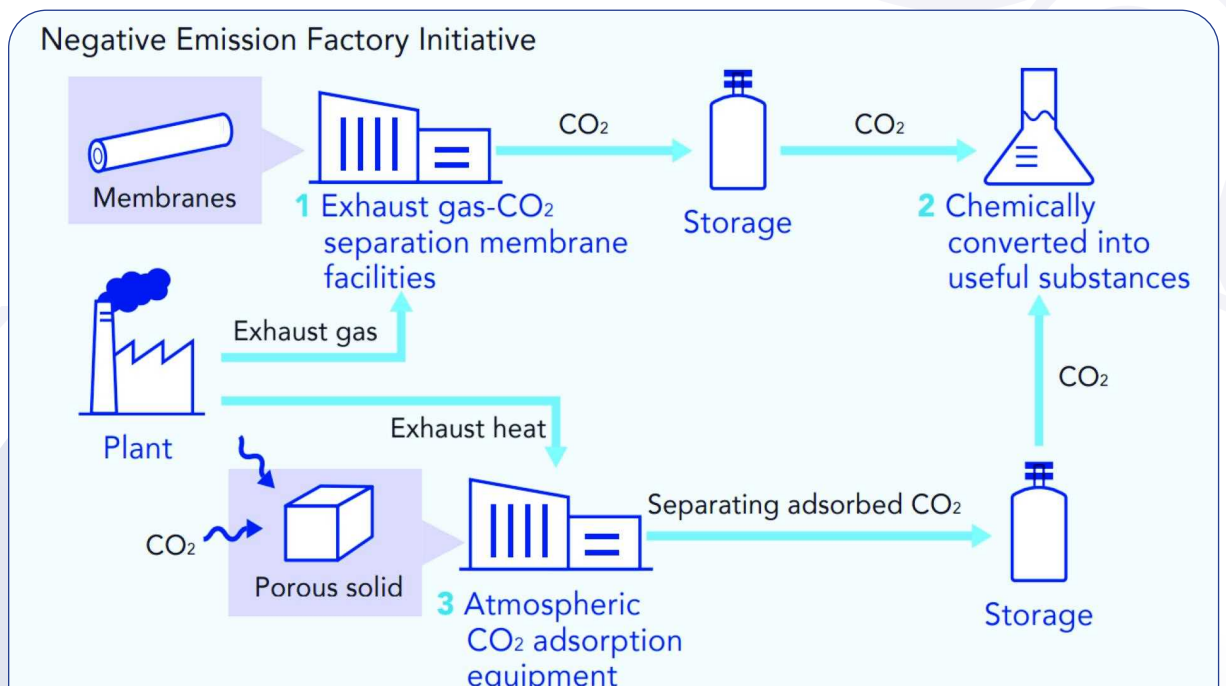 Negative Emission Factory Initiative
Membranes
1 Exhaust gas-CO₂
separation membrane
facilities
CO₂
Storage
CO₂
2 Chemically
converted into
useful substances
Exhaust gas
Plant
Exhaust heat
CO₂
CO₂
Porous solid
3 Atmospheric
CO₂ adsorption
equipment
Separating adsorbed CO₂
Storage